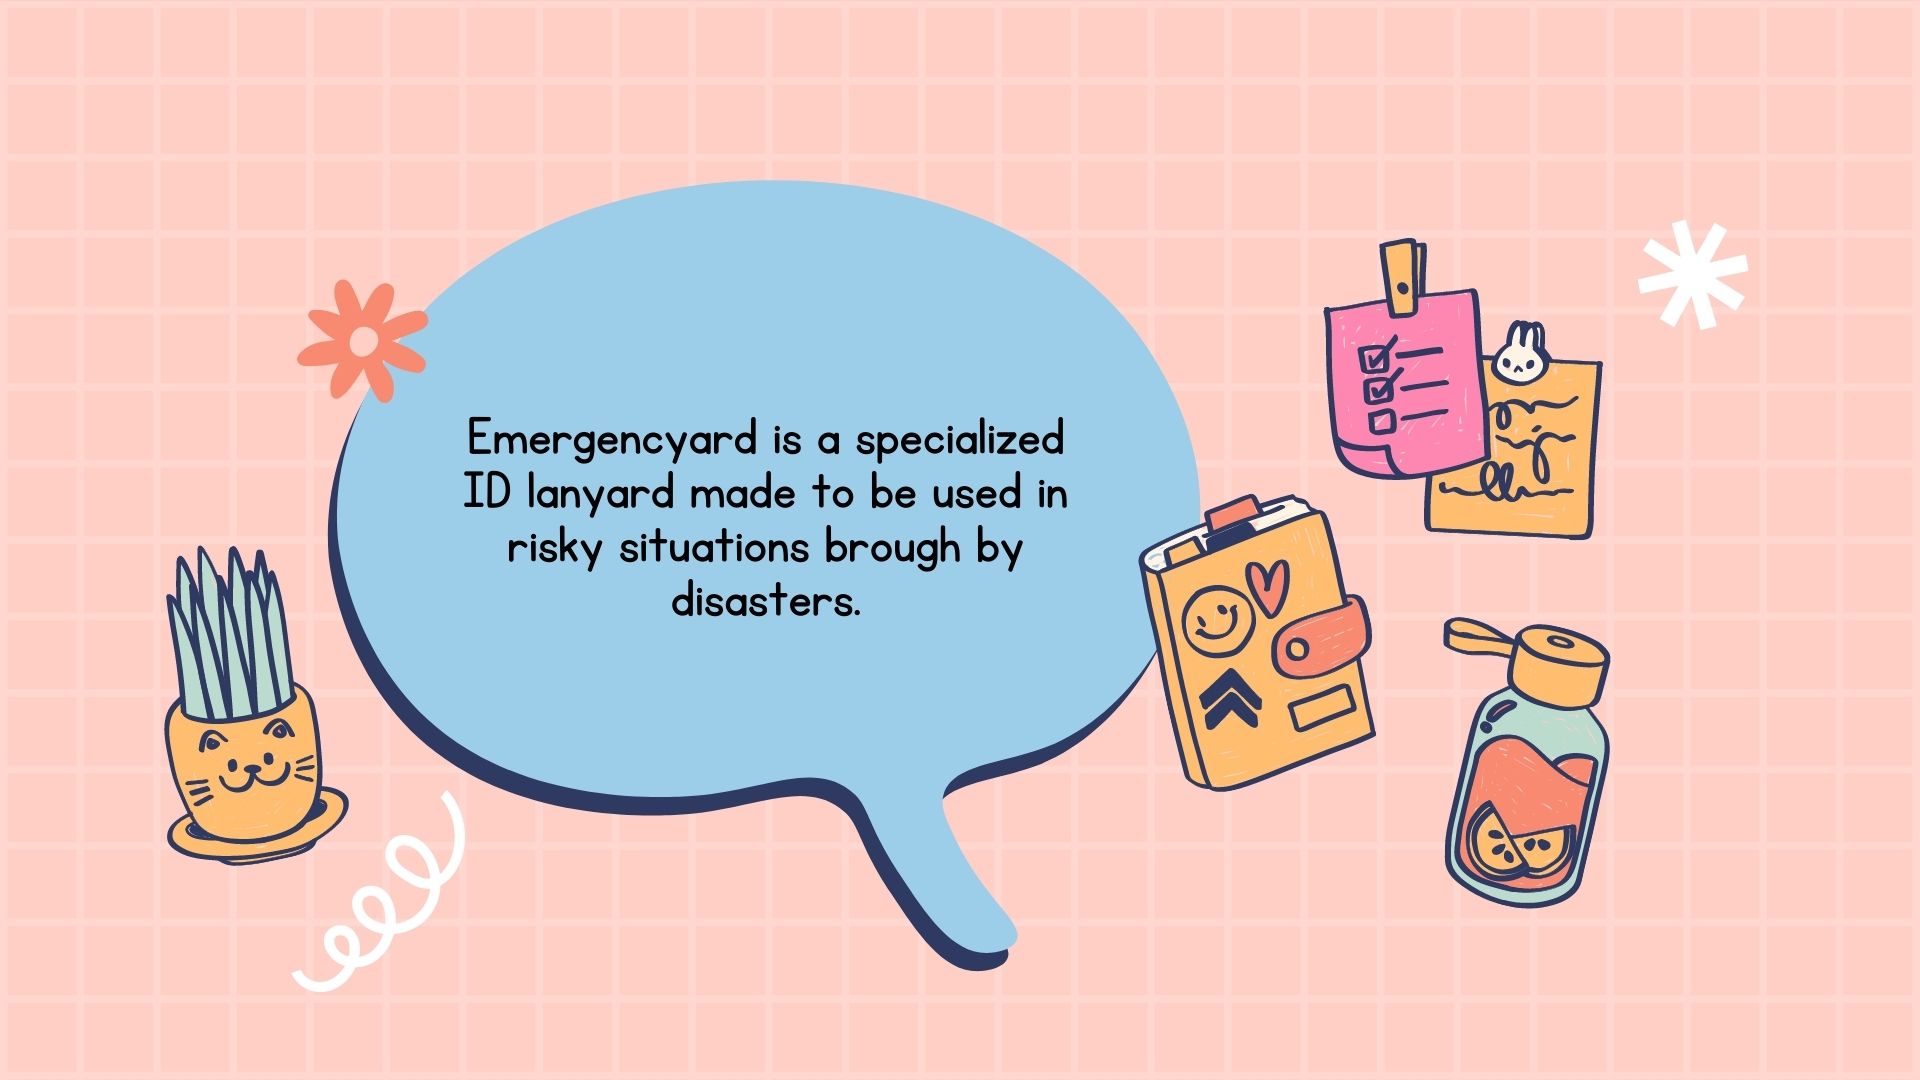 Emergencyard is a specialized
ID lanyard made to be used in
risky situations brough by
disasters.